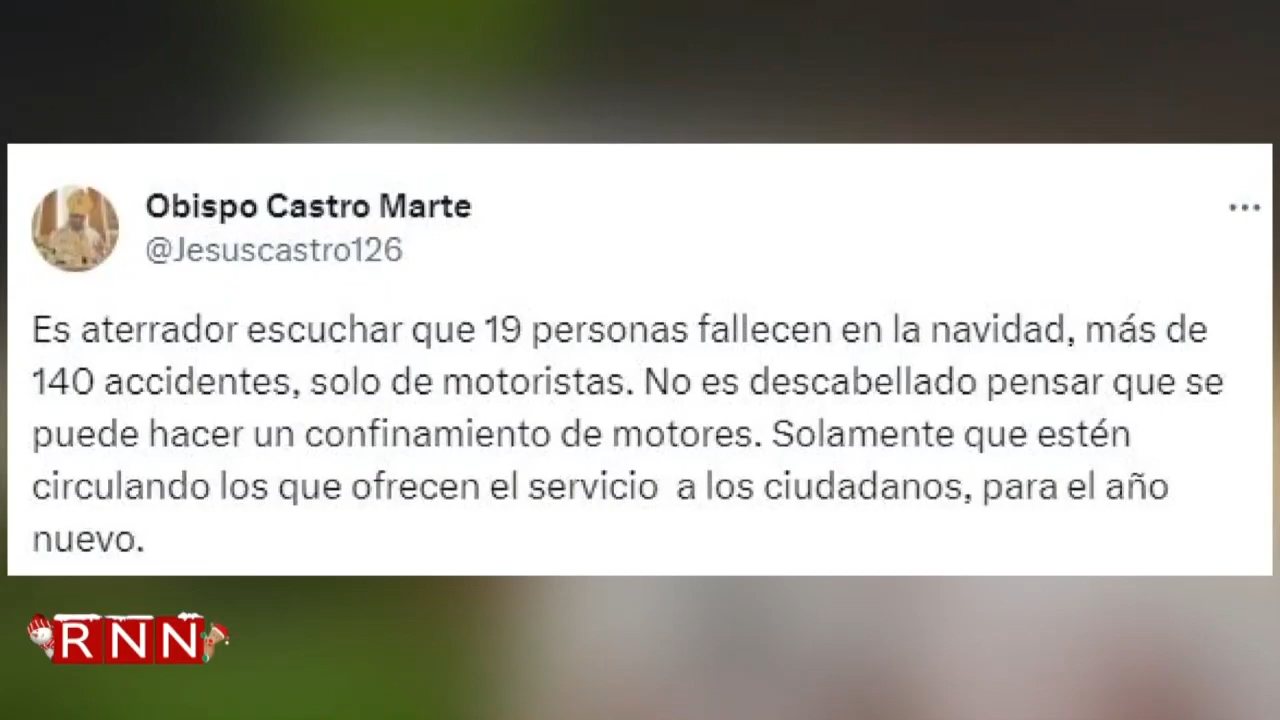 Obispo Castro Marte
@Jesuscastro126
Es aterrador escuchar que 19 personas fallecen en la navidad, más de
140 accidentes, solo de motoristas. No es descabellado pensar que se
puede hacer un confinamiento de motores. Solamente que estén
circulando los que ofrecen el servicio  a los ciudadanos, para el año
nuevo.
RNN